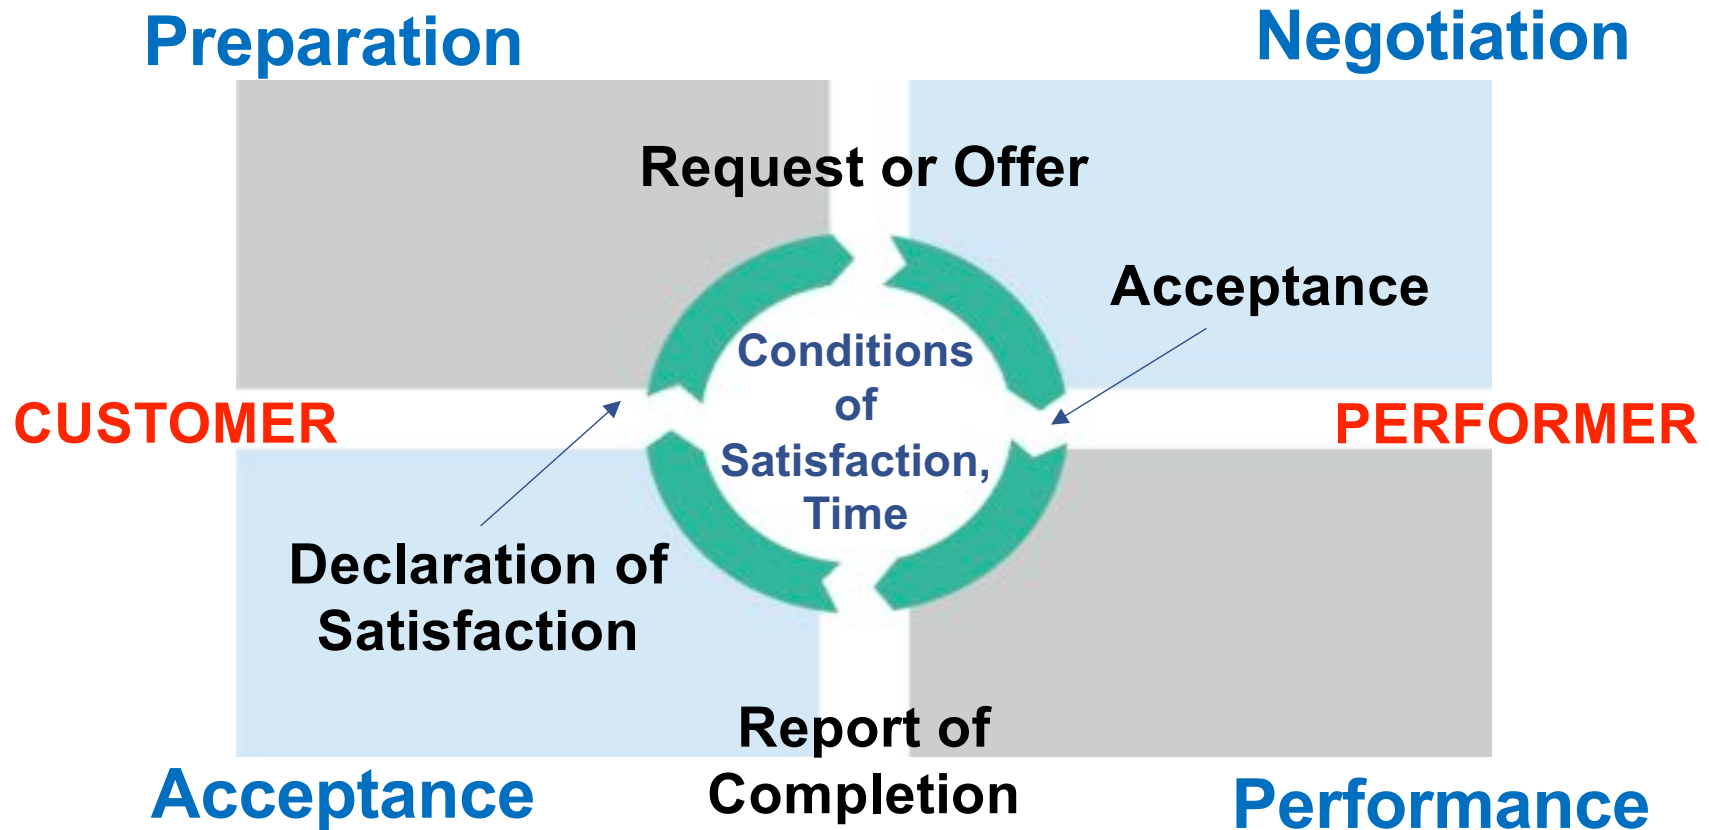 Preparation
Negotiation
Request or Offer
Acceptance
Conditions
of
Satisfaction,
Time
CUSTOMER
PERFORMER
Declaration of
Satisfaction
Report of
Completion
Acceptance
Performance